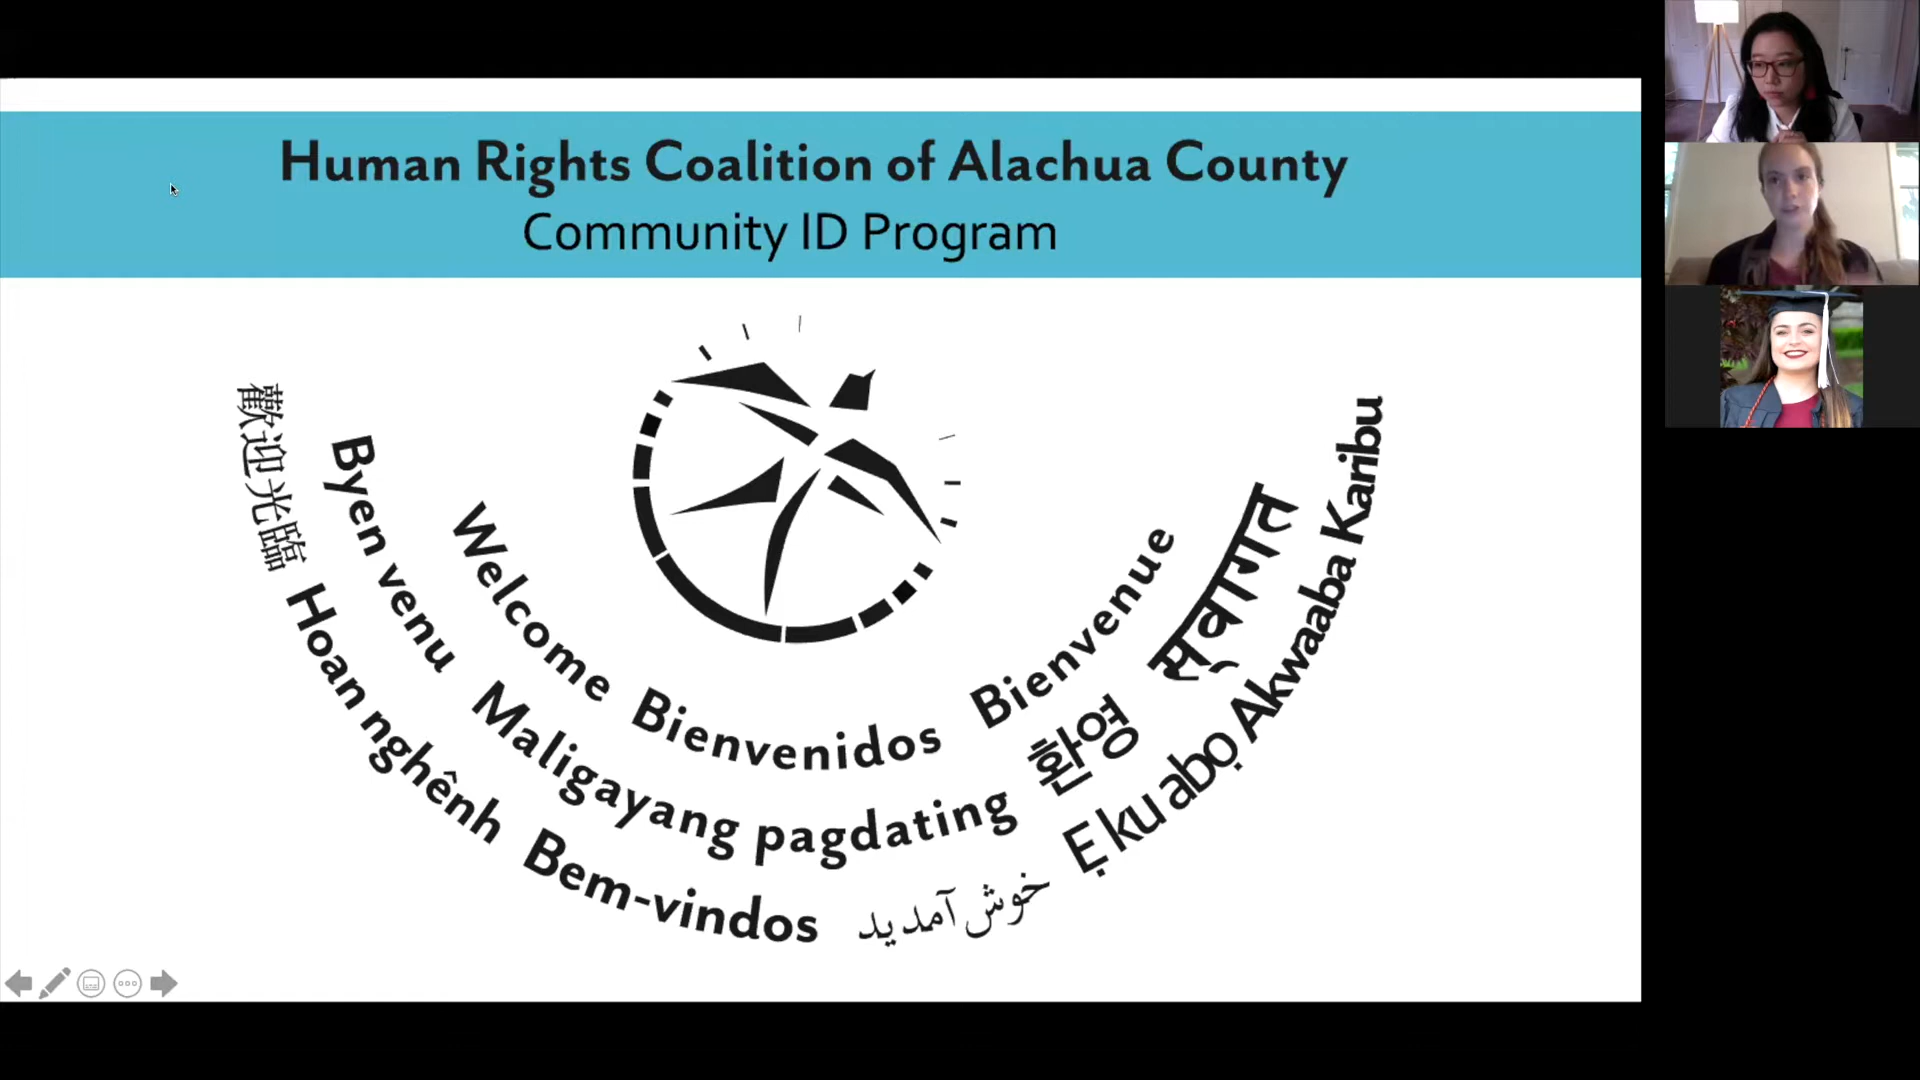 Human Rights Coalition of Alachua County
Community ID Program
Welcome Bienvenidos Bienvenue
Byen venu Maligayang pagdating 환영 स्वागत
歡迎光臨 Hoan nghênh Bem-vindos خوش آمدید Ẹ ku abọ Akwaaba Karibu